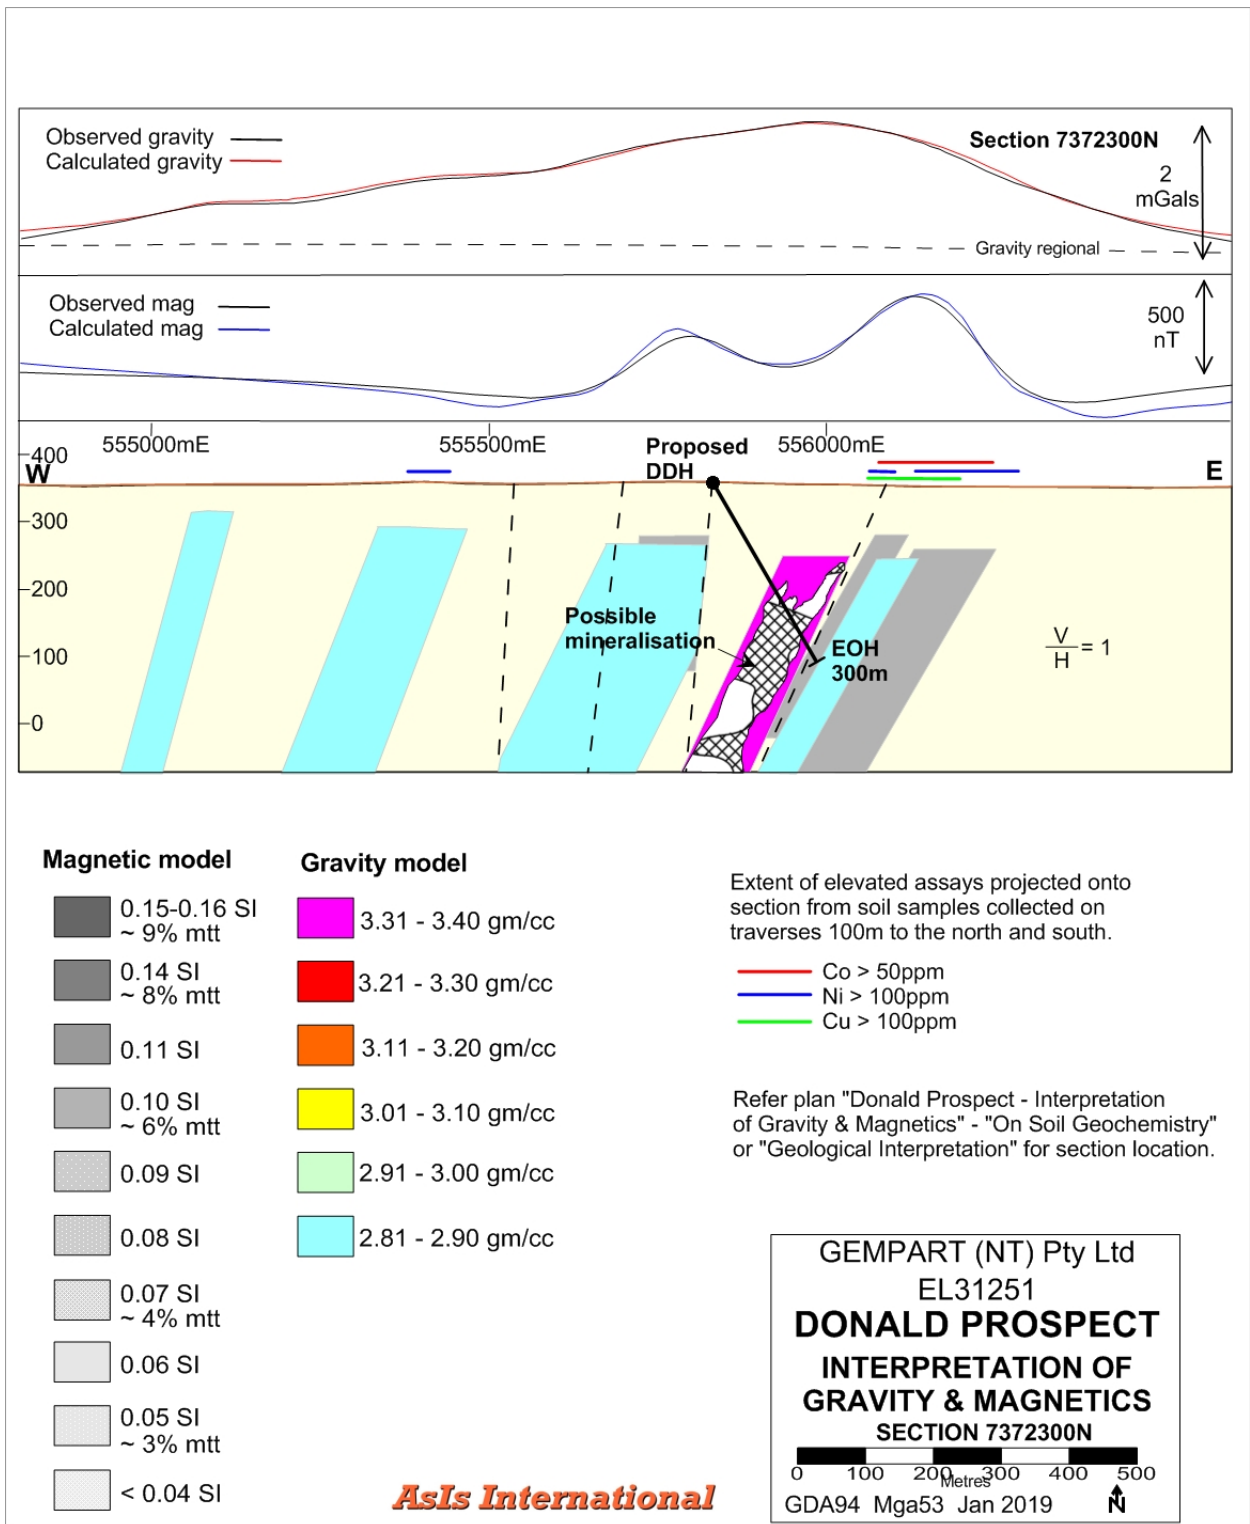 Observed gravity
Calculated gravity
Section 7372300N
2
mGals
Gravity regional
Observed mag
Calculated mag
500
nT
555000mE
555500mE
556000mE
Proposed
DDH
400
W
E
300
200
100
0
Possible
mineralisation
EOH
300m
V
H
= 1
Magnetic model
0.15-0.16 SI
~ 9% mtt
0.14 SI
~ 8% mtt
0.11 SI
0.10 SI
~ 6% mtt
0.09 SI
0.08 SI
0.07 SI
~ 4% mtt
0.06 SI
0.05 SI
~ 3% mtt
< 0.04 SI
Gravity model
3.31 - 3.40 gm/cc
3.21 - 3.30 gm/cc
3.11 - 3.20 gm/cc
3.01 - 3.10 gm/cc
2.91 - 3.00 gm/cc
2.81 - 2.90 gm/cc
Extent of elevated assays projected onto
section from soil samples collected on
traverses 100m to the north and south.
Co > 50ppm
Ni > 100ppm
Cu > 100ppm
Refer plan "Donald Prospect - Interpretation
of Gravity & Magnetics" - "On Soil Geochemistry"
or "Geological Interpretation" for section location.
AsIs International
GEMPART (NT) Pty Ltd
EL31251
DONALD PROSPECT
INTERPRETATION OF
GRAVITY & MAGNETICS
SECTION 7372300N
0 100 200 300 400 500
Metres
GDA94 Mga53 Jan 2019
N